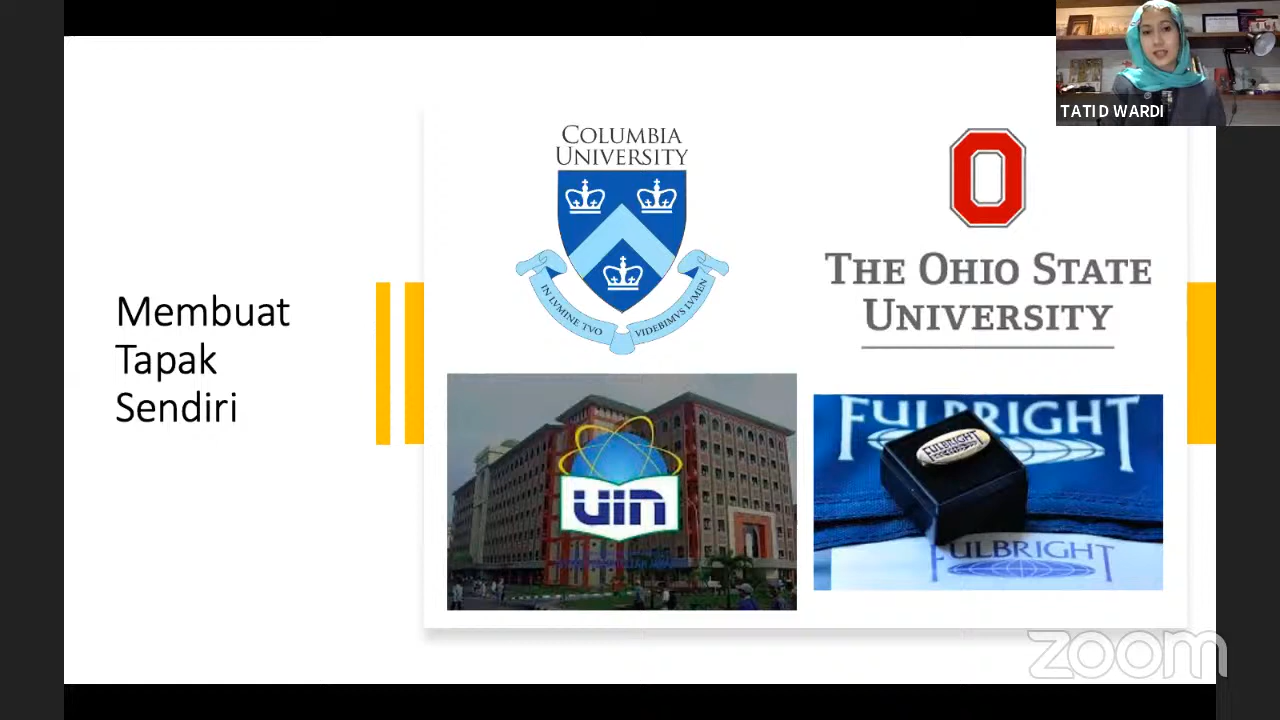 TATI D WARDI
Membuat
Tapak
Sendiri
COLUMBIA
UNIVERSITY
IN LVMINE TVO
VIDEBIMVS LVMEN
THE OHIO STATE
UNIVERSITY
uin
FULBRIGHT
FULBRIGHT
FULBRIGHT
zoom